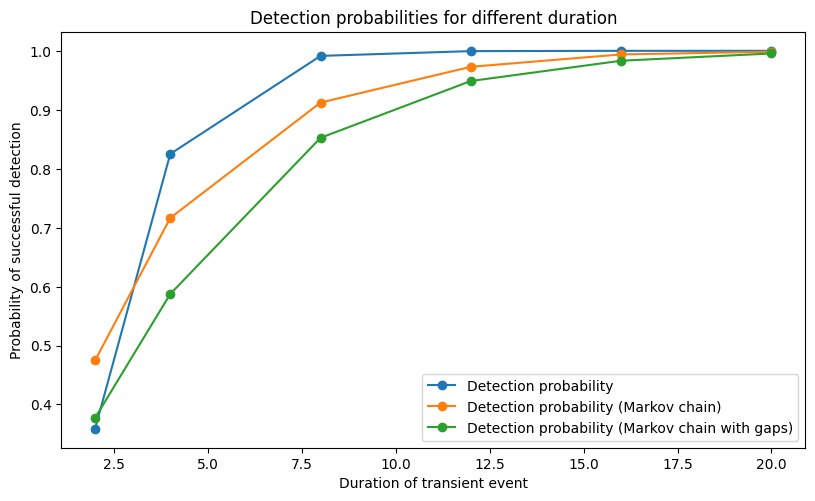 Detection probabilities for different duration
Probability of successful detection
1.0
0.9
0.8
0.7
0.6
0.5
0.4
Detection probability
Detection probability (Markov chain)
Detection probability (Markov chain with gaps)
2.5 5.0 7.5 10.0 12.5 15.0 17.5 20.0
Duration of transient event